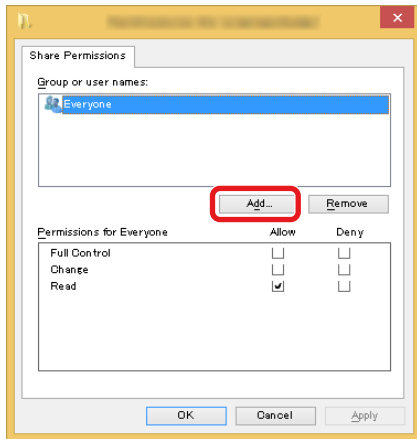 Share Permissions
Group or user names:
Everyone
Add... Remove
Permissions for Everyone Allow Deny
Full Control
Change
Read
OK Cancel Apply